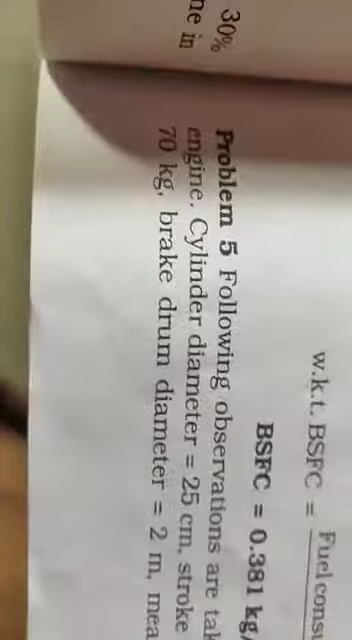 30%
ne in
w.k.t. BSFC = Fuel cons
BSFC = 0.381 kg/
Problem 5 Following observations are tak
engine. Cylinder diameter = 25 cm, stroke
70 kg, brake drum diameter = 2 m, mea